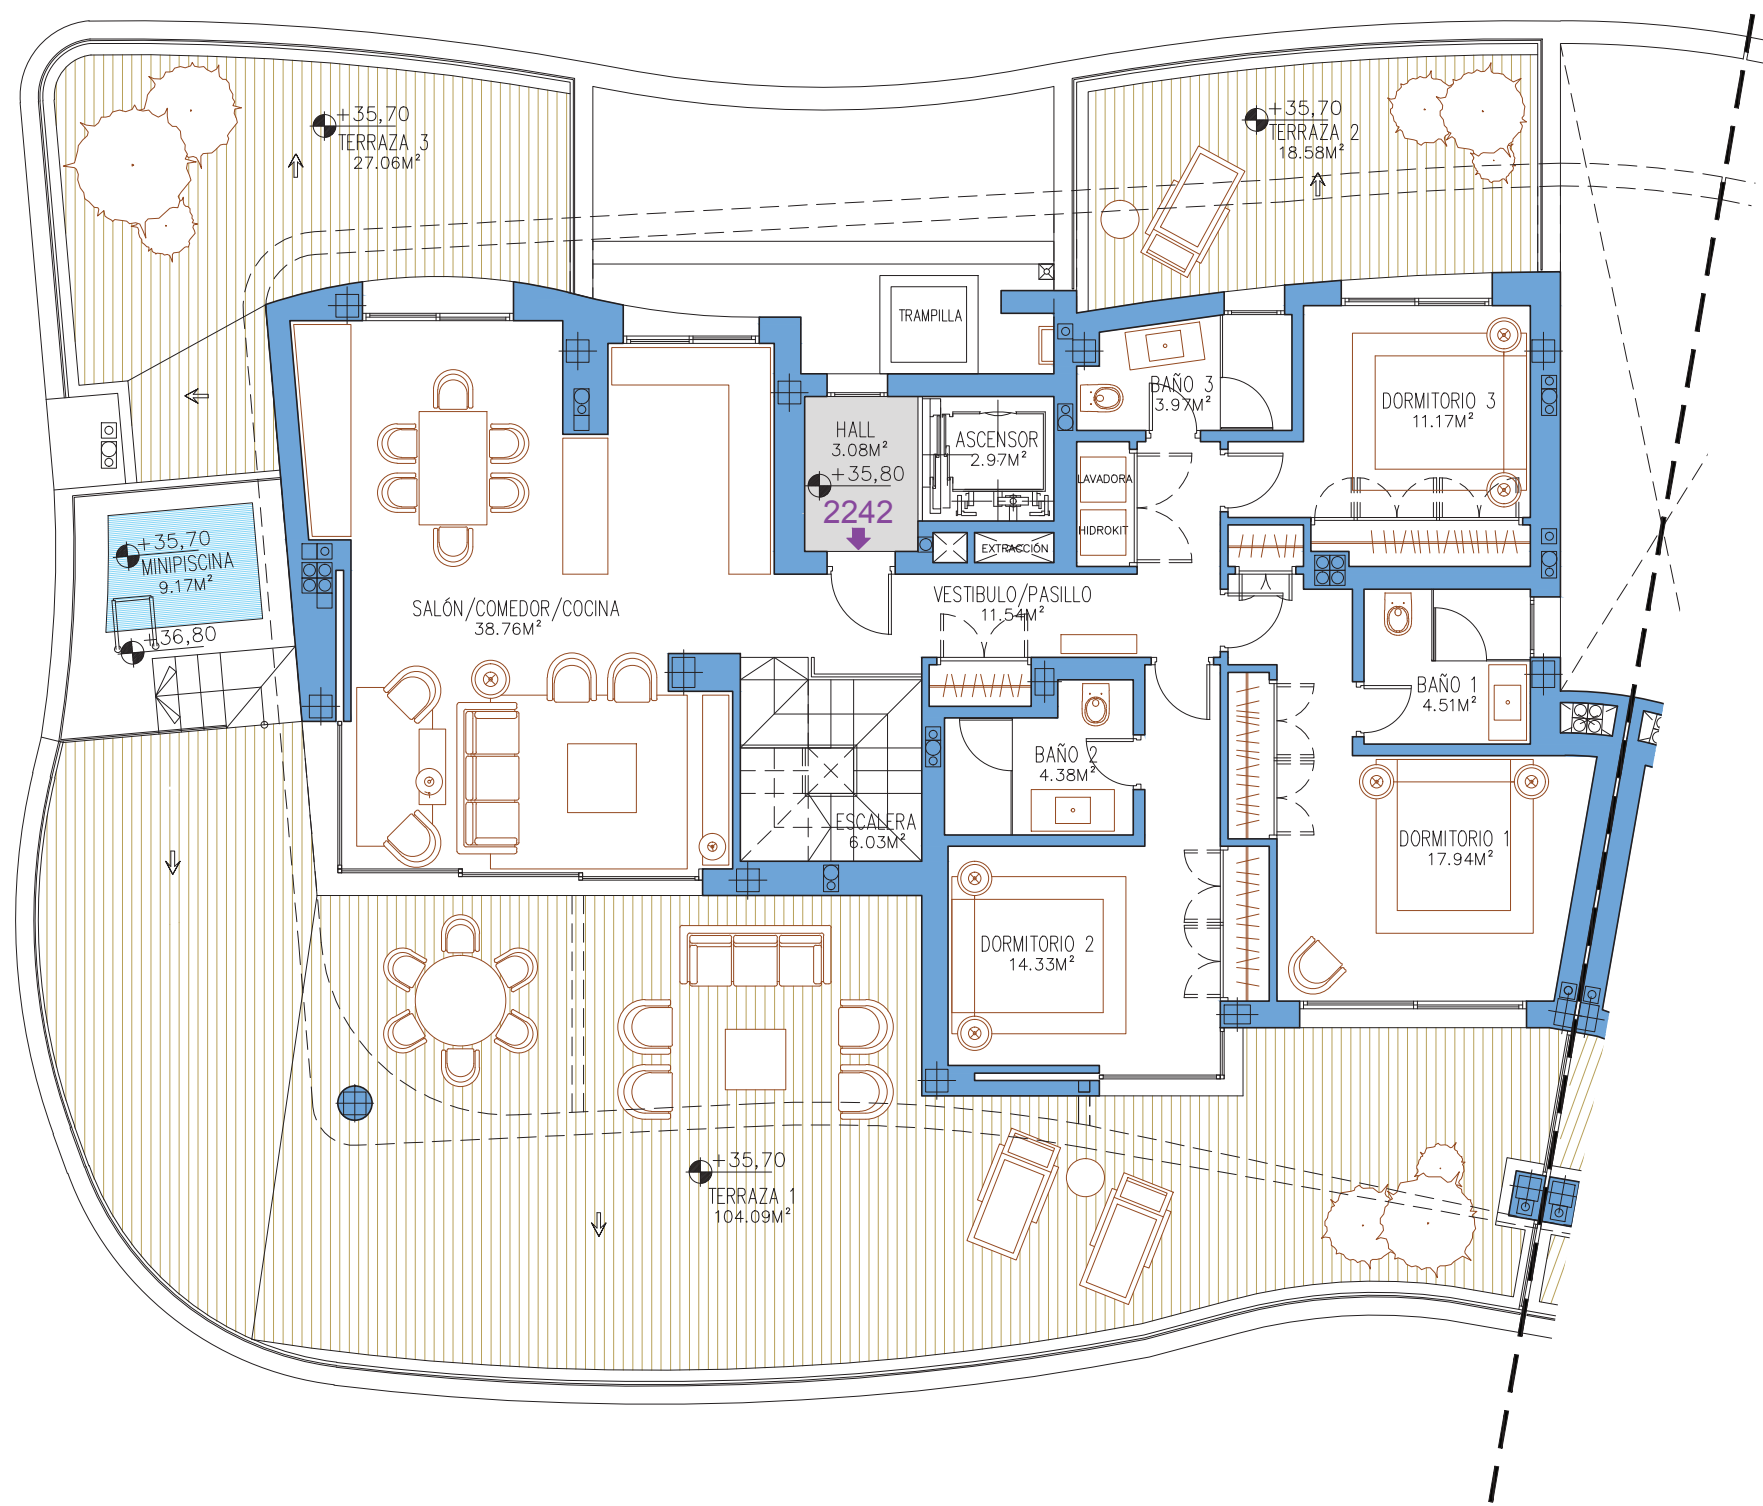 +35,70
TERRAZA 3
27.06M²
+35,70
TERRAZA 2
18.58M²
TRAMPILLA
BAÑO 3
3.97M²
DORMITORIO 3
11.17M²
HALL
3.08M²
+35,80
2242
ASCENSOR
2.97M²
LAVADORA
HIDROKIT
EXTRACCIÓN
+35,70
MINIPISCINA
9.17M²
+36,80
SALÓN/COMEDOR/COCINA
38.76M²
VESTIBULO/PASILLO
11.54M²
BAÑO 1
4.51M²
BAÑO 2
4.38M²
ESCALERA
6.03M²
DORMITORIO 1
17.94M²
DORMITORIO 2
14.33M²
+35,70
TERRAZA 1
104.09M²